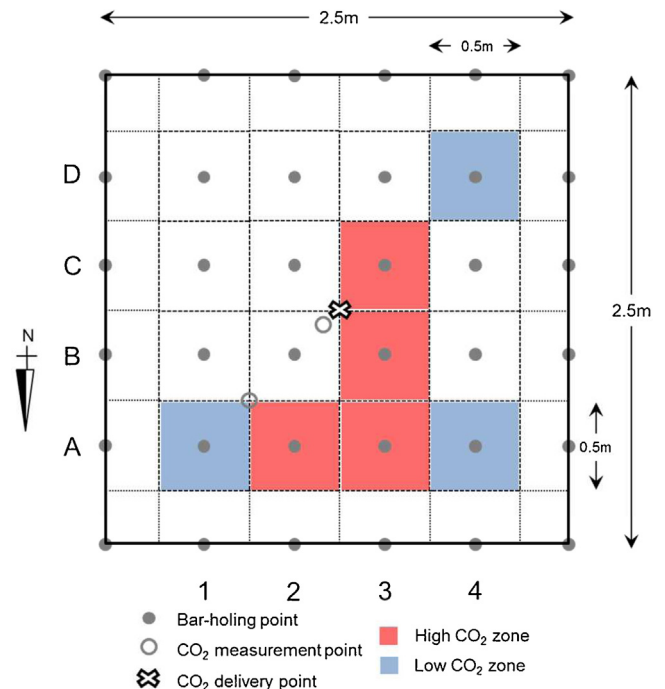 2.5m
0.5m
D
C
2.5m
N
B
A
0.5m
1 2 3 4
Bar-holing point
CO₂ measurement point
CO₂ delivery point
High CO₂ zone
Low CO₂ zone